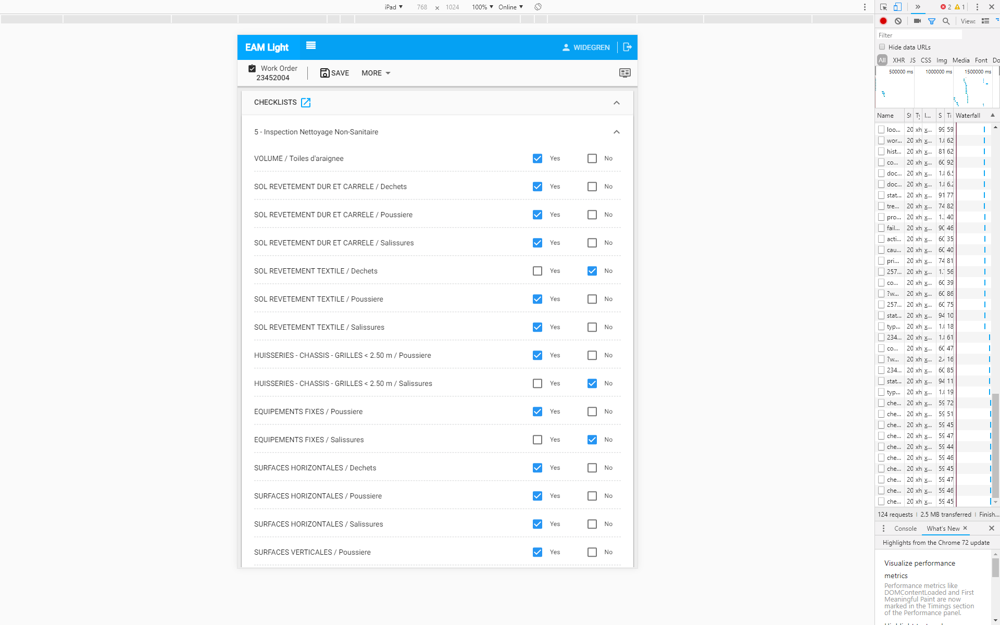 iPad ▼ 768 × 1024 100% ▼ Online ▼
EAM Light
WIDEGREN
Work Order
23452004
SAVE
MORE
CHECKLISTS
5 - Inspection Nettoyage Non-Sanitaire
VOLUME / Toiles d'araignee Yes No
SOL REVETEMENT DUR ET CARRELE / Dechets Yes No
SOL REVETEMENT DUR ET CARRELE / Poussiere Yes No
SOL REVETEMENT DUR ET CARRELE / Salissures Yes No
SOL REVETEMENT TEXTILE / Dechets Yes No
SOL REVETEMENT TEXTILE / Poussiere Yes No
SOL REVETEMENT TEXTILE / Salissures Yes No
HUISSERIES - CHASSIS - GRILLES < 2.50 m / Poussiere Yes No
HUISSERIES - CHASSIS - GRILLES < 2.50 m / Salissures Yes No
EQUIPEMENTS FIXES / Poussiere Yes No
EQUIPEMENTS FIXES / Salissures Yes No
SURFACES HORIZONTALES / Dechets Yes No
SURFACES HORIZONTALES / Poussiere Yes No
SURFACES HORIZONTALES / Salissures Yes No
SURFACES VERTICALES / Poussiere Yes No
2 1
View:
Filter
Hide data URLs
All XHR JS CSS Img Media Font Do
500000 ms 1000000 ms 1500000 ms
Name St Ty I... S Ti Waterfall
loo... 20 xh x... 99 59
wor... 20 xh x... 1.0 62
hist... 20 xh x... 81 62
co... 20 xh x... 60 92
doc... 20 xh x... 1.8 6.5
doc... 20 xh x... 1.8 6.2
stat... 20 xh x... 91 77
tre... 20 xh x... 74 82
pro... 20 xh x... 1.3 40
fail... 20 xh x... 90 46
acti... 20 xh x... 60 35
cau... 20 xh x... 60 40
pri... 20 xh x... 74 81
257... 20 xh x... 1.7 56
co... 20 xh x... 60 39
?w... 20 xh x... 60 86
257... 20 xh x... 60 75
stat... 20 xh x... 94 10
typ... 20 xh x... 1.0 18
234... 20 xh x... 1.8 61
co... 20 xh x... 60 47
?w... 20 xh x... 2.4 16
234... 20 xh x... 60 85
stat... 20 xh x... 94 11
typ... 20 xh x... 1.0 19
che... 20 xh x... 59 72
che... 20 xh x... 59 51
che... 20 xh x... 59 45
che... 20 xh x... 59 47
che... 20 xh x... 59 44
che... 20 xh x... 59 46
che... 20 xh x... 59 45
che... 20 xh x... 59 47
che... 20 xh x... 59 46
che... 20 xh x... 59 45
124 requests 2.5 MB transferred Finish...
Console What's New
Highlights from the Chrome 72 update
Visualize performance
metrics
Performance metrics like
DOMContentLoaded and First
Meaningful Paint are now
marked in the Timings section
of the Performance panel.